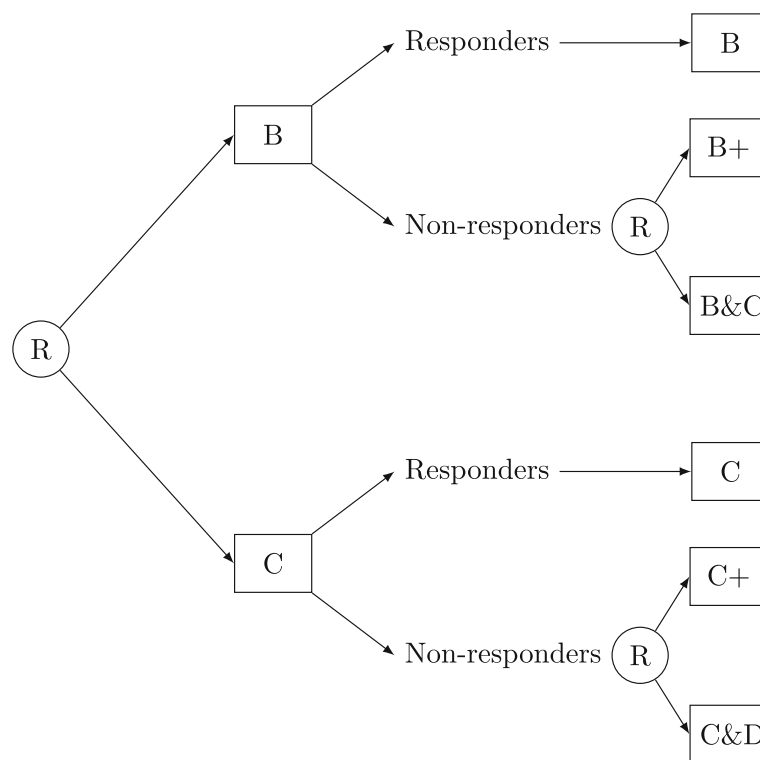 Responders
B
B
B+
Non-responders
R
B&C
R
Responders
C
C
C+
Non-responders
R
C&D